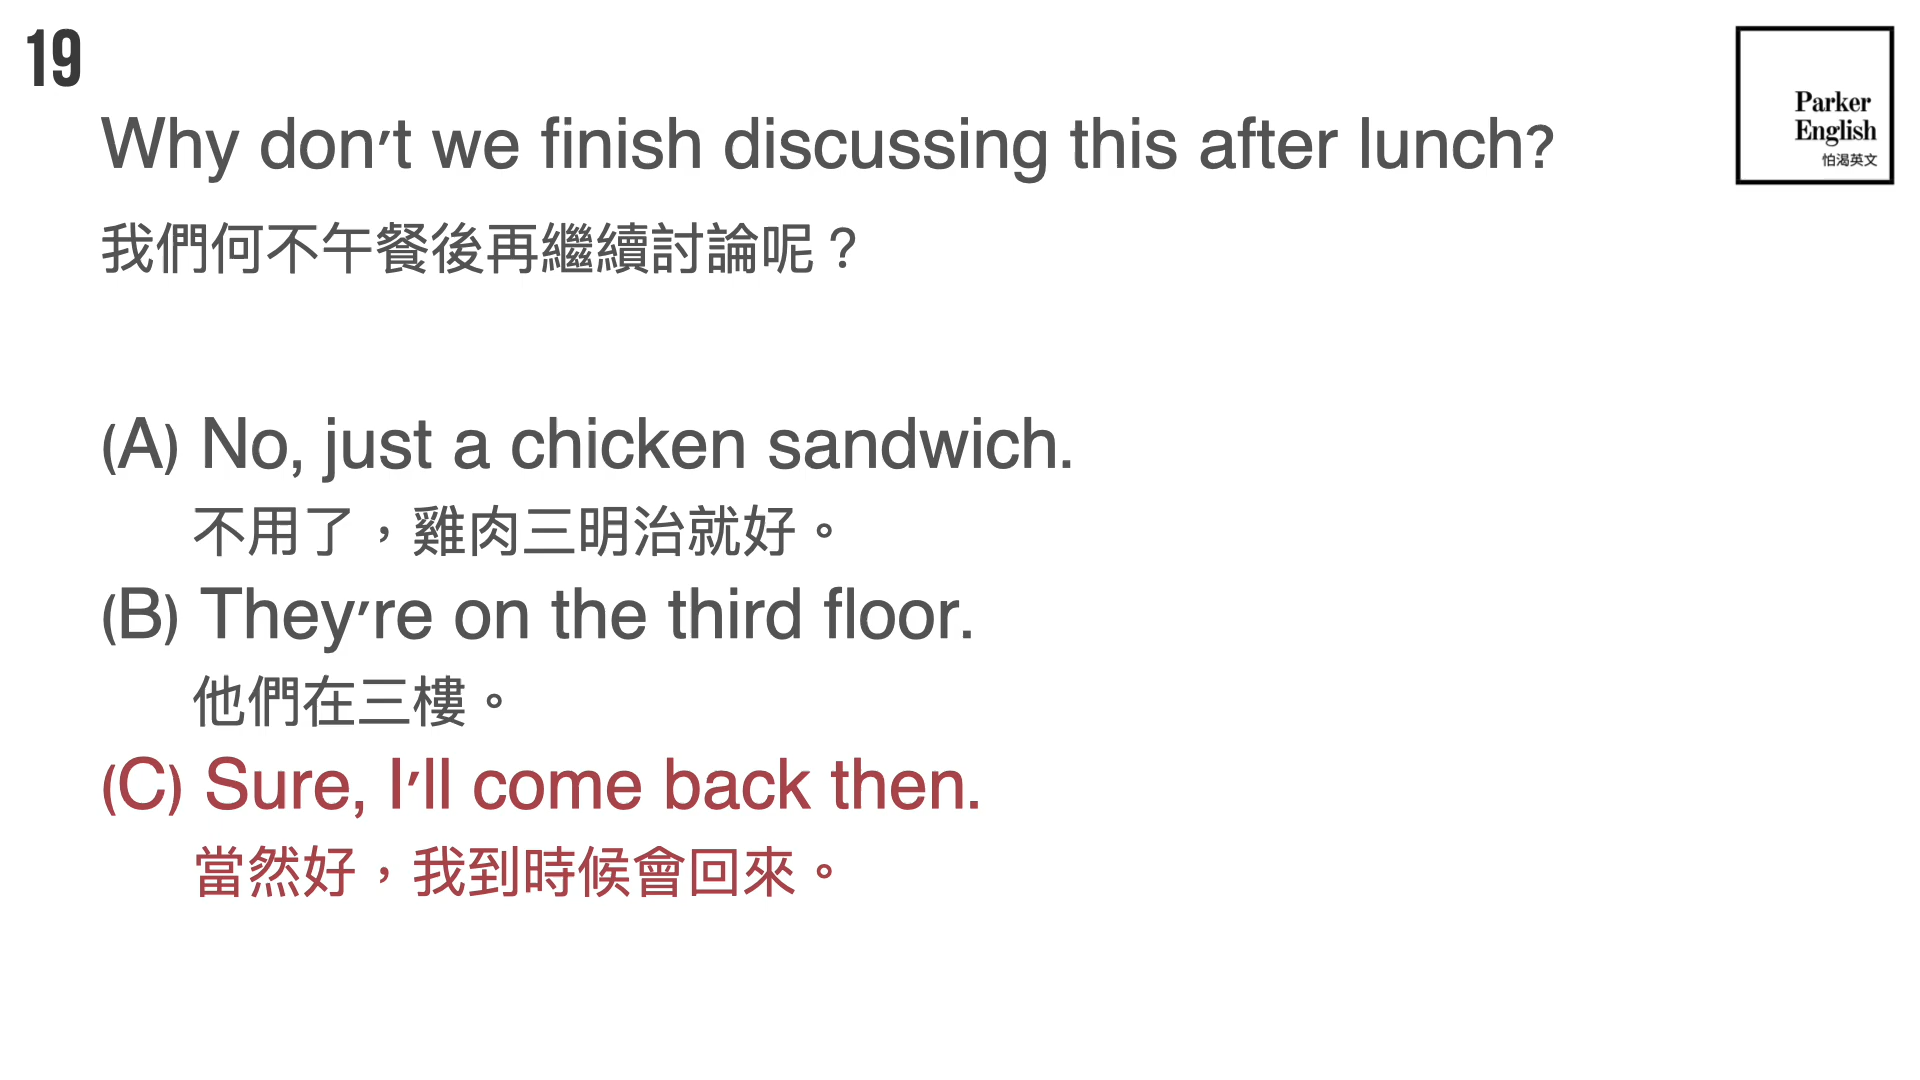 19
Parker
English
怕渴英文
Why don't we finish discussing this after lunch?
我們何不午餐後再繼續討論呢？
(A) No, just a chicken sandwich.
不用了，雞肉三明治就好。
(B) They're on the third floor.
他們在三樓。
(C) Sure, I'll come back then.
當然好，我到時候會回來。